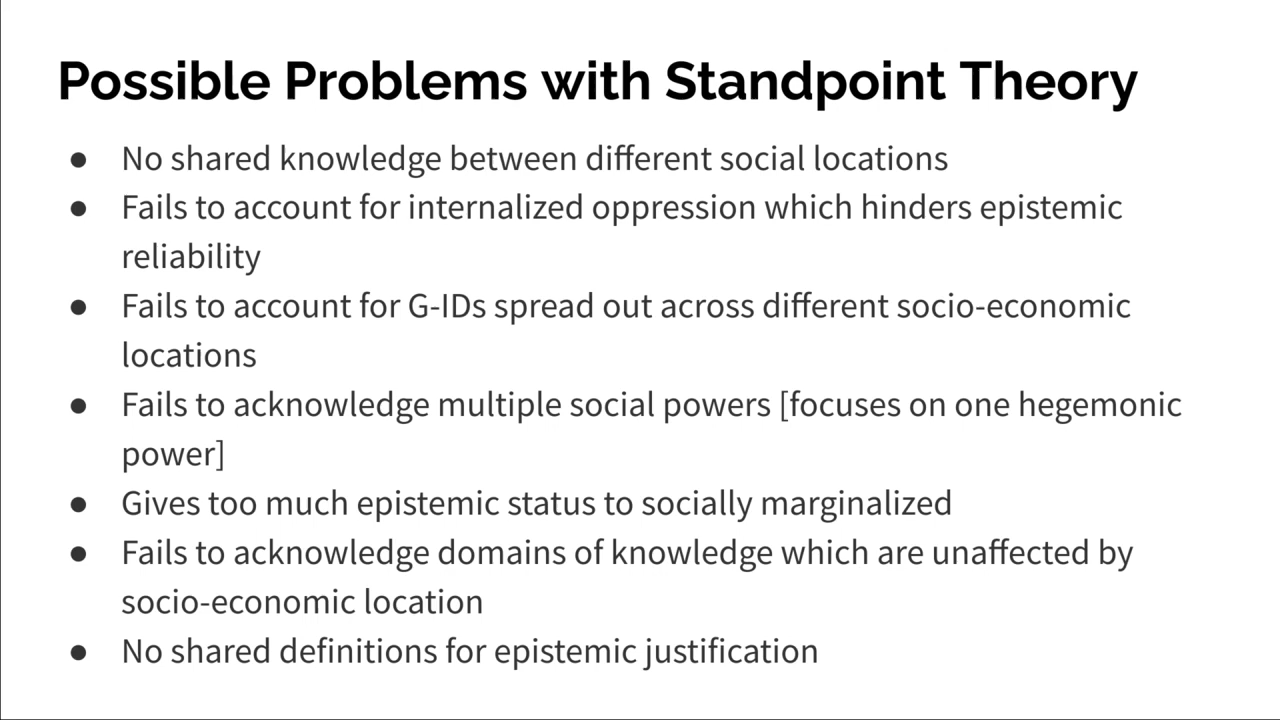 Possible Problems with Standpoint Theory
● No shared knowledge between different social locations
● Fails to account for internalized oppression which hinders epistemic
reliability
● Fails to account for G-IDs spread out across different socio-economic
locations
● Fails to acknowledge multiple social powers [focuses on one hegemonic
power]
● Gives too much epistemic status to socially marginalized
● Fails to acknowledge domains of knowledge which are unaffected by
socio-economic location
● No shared definitions for epistemic justification